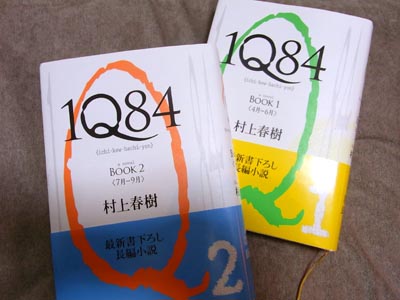 1Q84
(ichi-kew-hachi-yon)
a novel
BOOK 2
〈7月-9月〉
村上春樹
最新書下ろし
長編小説
2
1Q84
(ichi-kew-hachi-yon)
a novel
BOOK 1
〈4月-6月〉
村上春樹
新書下ろし
長編小説
1